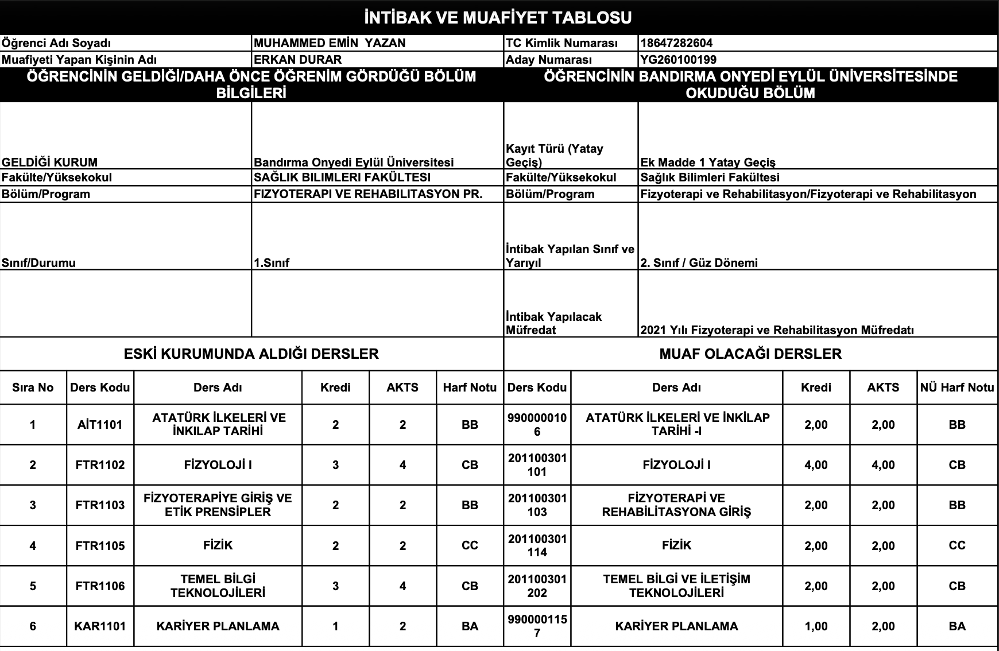 İNTİBAK VE MUAFİYET TABLOSU
Öğrenci Adı Soyadı MUHAMMED EMİN  YAZAN TC Kimlik Numarası 18647282604
Muafiyeti Yapan Kişinin Adı ERKAN DURAR Aday Numarası YG260100199
ÖĞRENCİNİN GELDİĞİ/DAHA ÖNCE ÖĞRENİM GÖRDÜĞÜ BÖLÜM
BİLGİLERİ
ÖĞRENCİNİN BANDIRMA ONYEDİ EYLÜL ÜNİVERSİTESİNDE
OKUDUĞU BÖLÜM
GELDİĞİ KURUM Bandırma Onyedi Eylül Üniversitesi
Kayıt Türü (Yatay
Geçiş) Ek Madde 1 Yatay Geçiş
Fakülte/Yüksekokul SAĞLIK BILIMLERI FAKÜLTESI Fakülte/Yüksekokul Sağlık Bilimleri Fakültesi
Bölüm/Program FIZYOTERAPI VE REHABILITASYON PR. Bölüm/Program Fizyoterapi ve Rehabilitasyon/Fizyoterapi ve Rehabilitasyon
Sınıf/Durumu 1.Sınıf
İntibak Yapılan Sınıf ve
Yarıyıl 2. Sınıf / Güz Dönemi
İntibak Yapılacak
Müfredat 2021 Yılı Fizyoterapi ve Rehabilitasyon Müfredatı
ESKİ KURUMUNDA ALDIĞI DERSLER MUAF OLACAĞI DERSLER
Sıra No Ders Kodu Ders Adı Kredi AKTS Harf Notu Ders Kodu Ders Adı Kredi AKTS NÜ Harf Notu
1 AİT1101 ATATÜRK İLKELERİ VE
İNKILAP TARİHİ 2 2 BB 990000010
6 ATATÜRK İLKELERİ VE İNKİLAP
TARİHİ -I 2,00 2,00 BB
2 FTR1102 FİZYOLOJİ I 3 4 CB 201100301
101 FİZYOLOJİ I 4,00 4,00 CB
3 FTR1103 FİZYOTERAPİYE GİRİŞ VE
ETİK PRENSİPLER 2 2 BB 201100301
103 FİZYOTERAPİ VE
REHABİLİTASYONA GİRİŞ 2,00 2,00 BB
4 FTR1105 FİZİK 2 2 CC 201100301
114 FİZİK 2,00 2,00 CC
5 FTR1106 TEMEL BİLGİ
TEKNOLOJİLERİ 3 4 CB 201100301
202 TEMEL BİLGİ VE İLETİŞİM
TEKNOLOJİLERİ 2,00 2,00 CB
6 KAR1101 KARİYER PLANLAMA 1 2 BA 990000115
7 KARİYER PLANLAMA 1,00 2,00 BA